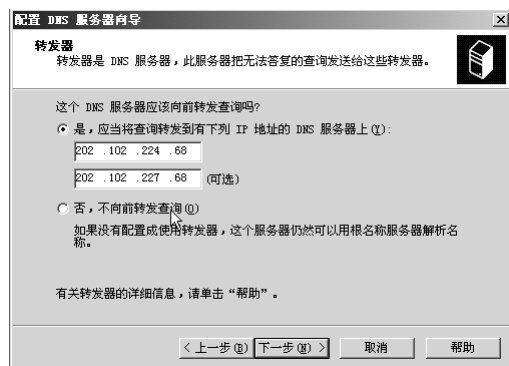 配置 DNS 服务器向导
转发器
转发器是 DNS 服务器，此服务器把无法答复的查询发送给这些转发器。
这个 DNS 服务器应该向前转发查询吗?
是，应当将查询转发到有下列 IP 地址的 DNS 服务器上(Y):
202 .102 .224 .68
202 .102 .227 .68 (可选)
否，不向前转发查询(O)
如果没有配置成使用转发器，这个服务器仍然可以用根名称服务器解析名
称。
有关转发器的详细信息，请单击“帮助”。
< 上一步(B) 下一步(N) > 取消 帮助